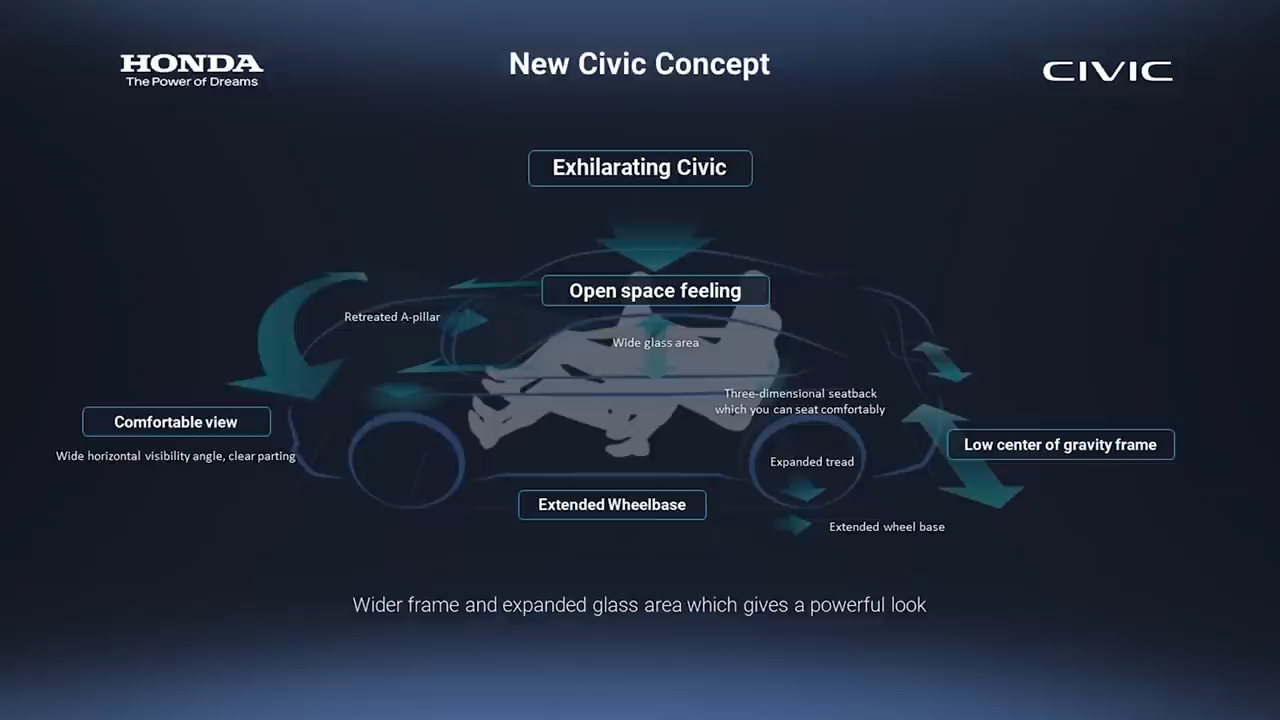 HONDA
The Power of Dreams
New Civic Concept
CIVIC
Exhilarating Civic
Open space feeling
Retreated A-pillar
Wide glass area
Three-dimensional seatback
which you can seat comfortably
Comfortable view
Wide horizontal visibility angle, clear parting
Low center of gravity frame
Expanded tread
Extended Wheelbase
Extended wheel base
Wider frame and expanded glass area which gives a powerful look